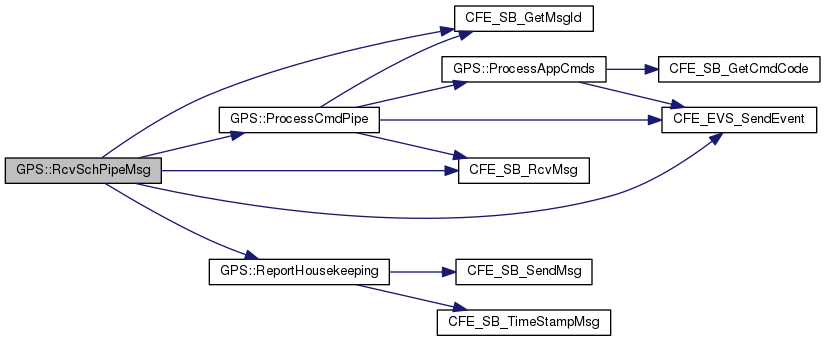 CFE_SB_GetMsgId
GPS::ProcessAppCmds
CFE_SB_GetCmdCode
GPS::ProcessCmdPipe
CFE_EVS_SendEvent
GPS::RcvSchPipeMsg
CFE_SB_RcvMsg
GPS::ReportHousekeeping
CFE_SB_SendMsg
CFE_SB_TimeStampMsg